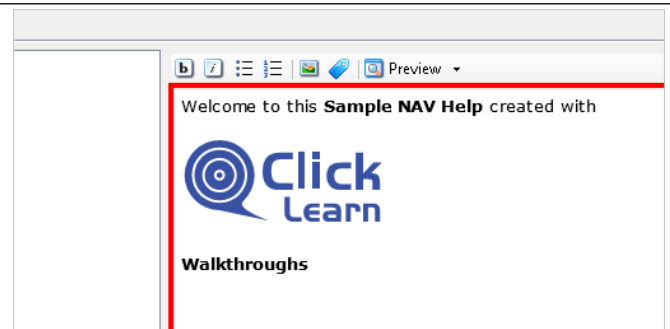 b i Preview
Welcome to this Sample NAV Help created with
Click
Learn
Walkthroughs